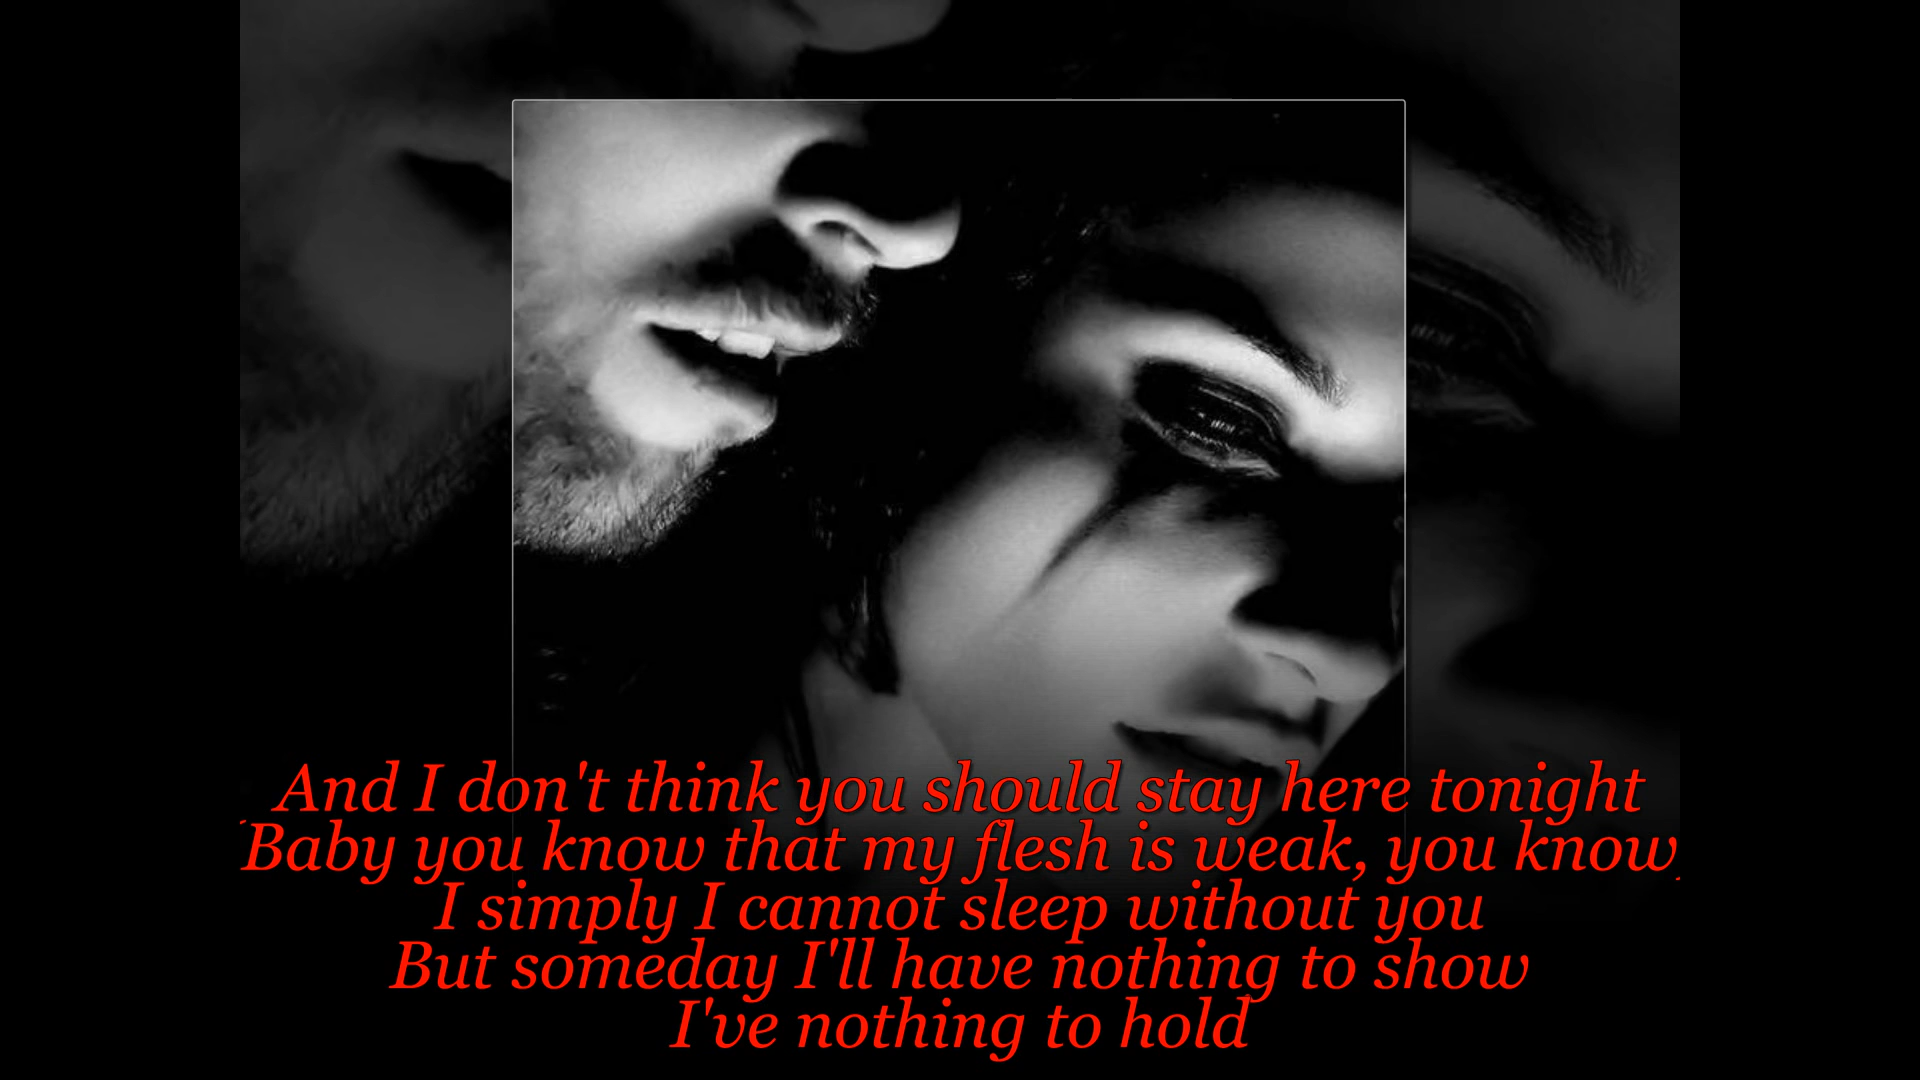 And I don't think you should stay here tonight
Baby you know that my flesh is weak, you know
I simply I cannot sleep without you
But someday I'll have nothing to show
I've nothing to hold